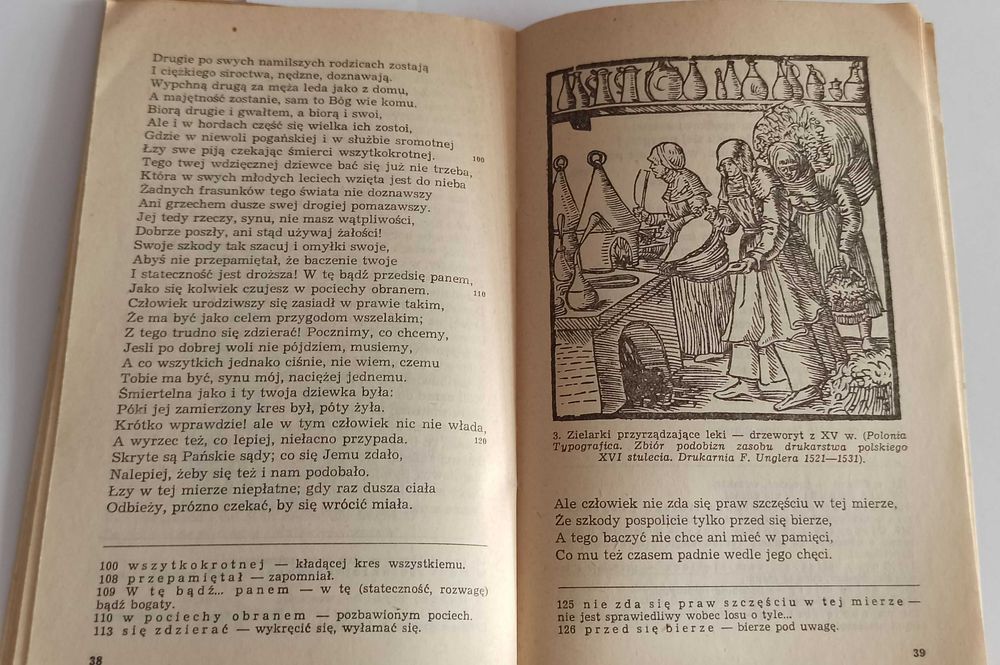 Drugie po swych namilszych rodzicach zostają
I ciężkiego siroctwa, nędzne, doznawają.
Wypchną drugą za męża leda jako z domu,
A majętność zostanie, sam to Bóg wie komu.
Biorą drugie i gwałtem, a biorą i swoi,
Ale i w hordach część się wielka ich zostoi,
Gdzie w niewoli pogańskiej i w służbie sromotnej
Łzy swe piją czekając śmierci wszytkokrotnej. 100
Tego twej wdzięcznej dziewce bać się już nie trzeba,
Która w swych młodych leciech wzięta jest do nieba
Żadnych frasunków tego świata nie doznawszy
Ani grzechem dusze swej drogiej pomazawszy.
Jej tedy rzeczy, synu, nie masz wątpliwości,
Dobrze poszły, ani stąd używaj żałości!
Swoje szkody tak szacuj i omyłki swoje,
Abyś nie przepamiętał, że baczenie twoje
I stateczność jest droższa! W tę bądź przedsię panem,
Jako się kolwiek czujesz w pociechy obranem. 110
Człowiek urodziwszy się zasiadł w prawie takim,
Że ma być jako celem przygodom wszelakim;
Z tego trudno się zdzierać! Pocznimy, co chcemy,
Jesli po dobrej woli nie pójdziem, musiemy,
A co wszytkich jednako ciśnie, nie wiem, czemu
Tobie ma być, synu mój, naciężej jednemu.
Śmiertelna jako i ty twoja dziewka była:
Póki jej zamierzony kres był, póty żyła.
Krótko wprawdzie! ale w tym człowiek nic nie włada,
A wyrzec też, co lepiej, niełacno przypada. 120
Skryte są Pańskie sądy; co się Jemu zdało,
Nalepiej, żeby się też i nam podobało.
Łzy w tej mierze niepłatne; gdy raz dusza ciała
Odbieży, prózno czekać, by się wrócić miała.
100 wszytkokrotnej — kładącej kres wszystkiemu.
108 przepamiętał — zapomniał.
109 W tę bądź... panem — w tę (stateczność, rozwagę)
bądź bogaty.
110 w pociechy obranem — pozbawionym pociech.
113 się zdzierać — wykręcić się, wyłamać się.
38
3. Zielarki przyrządzające leki — drzeworyt z XV w. (Polonia
Typografica. Zbiór podobizn zasobu drukarstwa polskiego
XVI stulecia. Drukarnia F. Unglera 1521—1531).
Ale człowiek nie zda się praw szczęściu w tej mierze,
Że szkody pospolicie tylko przed się bierze,
A tego bączyć nie chce ani mieć w pamięci,
Co mu też czasem padnie wedle jego chęci.
125 nie zda się praw szczęściu w tej mierze —
nie jest sprawiedliwy wobec losu o tyle...
126 przed się bierze — bierze pod uwagę.
39